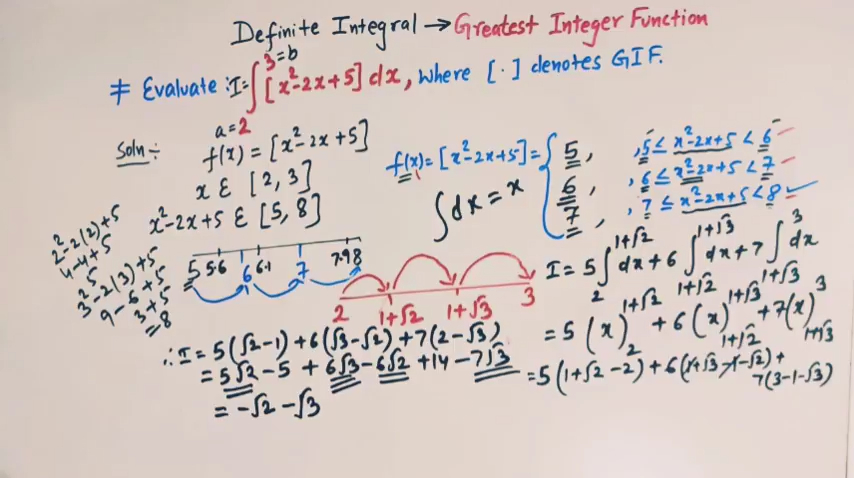 Definite Integral → Greatest Integer Function
3=b
≠ Evaluate :I=∫[x²-2x+5]dx, where [·] denotes GIF.
a=2
Soln:-
f(x) = [x²-2x+5]
x ∈ [2, 3]
x²-2x+5 ∈ [5, 8]
2²-2(2)+5
4-4+5
5
3²-2(3)+5
9-6+5
3+5
=8
5 5.6 6 6.1 7 7.98
f(x) = [x²-2x+5] = {
5, , 5 ≤ x²-2x+5 < 6
6, , 6 ≤ x²-2x+5 < 7
7, , 7 ≤ x²-2x+5 < 8
∫dx = x
2 1+√2 1+√3 3
I = 5 ∫₂^{1+√2} dx + 6 ∫_{1+√2}^{1+√3} dx + 7 ∫_{1+√3}^{3} dx
= 5 (x)₂^{1+√2} + 6 (x)_{1+√2}^{1+√3} + 7(x)_{1+√3}^{3}
= 5(1+√2-2) + 6(1+√3-1-√2) +
7(3-1-√3)
∴ I = 5(√2-1) + 6(√3-√2) + 7(2-√3)
= 5√2 - 5 + 6√3 - 6√2 + 14 - 7√3
= -√2 - √3